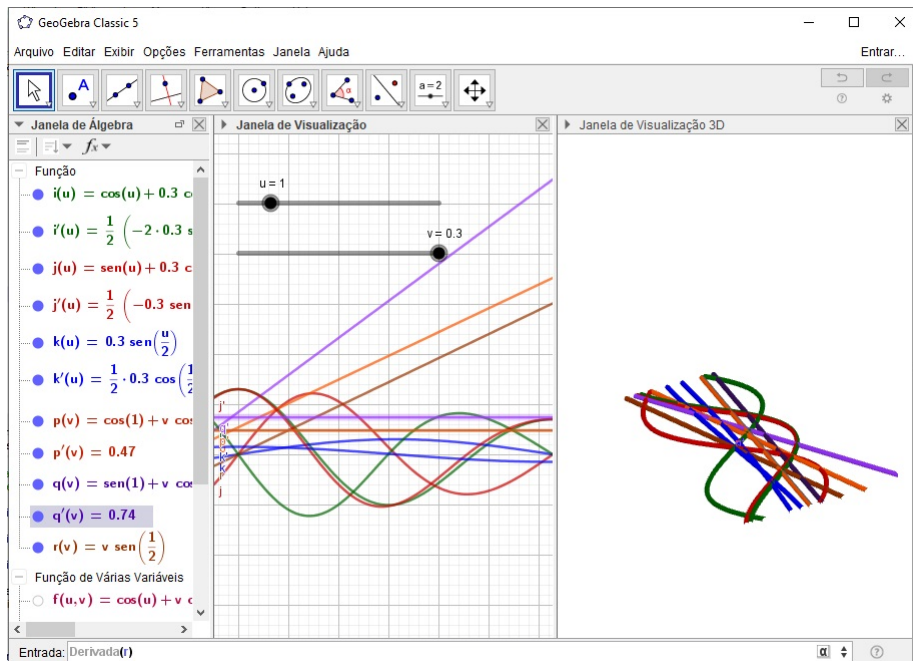 GeoGebra Classic 5
Arquivo Editar Exibir Opções Ferramentas Janela Ajuda Entrar...
A α a=2
Janela de Álgebra
Janela de Visualização
Janela de Visualização 3D
fx
Função
i(u) = cos(u) + 0.3 c
i′(u) = 1/2 (−2 · 0.3 s
j(u) = sen(u) + 0.3 c
j′(u) = 1/2 (−0.3 sen
k(u) = 0.3 sen(u/2)
k′(u) = 1/2 · 0.3 cos(1/2
p(v) = cos(1) + v cos
p′(v) = 0.47
q(v) = sen(1) + v cos
q′(v) = 0.74
r(v) = v sen(1/2)
Função de Várias Variáveis
f(u,v) = cos(u) + v c
u = 1
v = 0.3
j'
k
j
Entrada: Derivada(r)
α